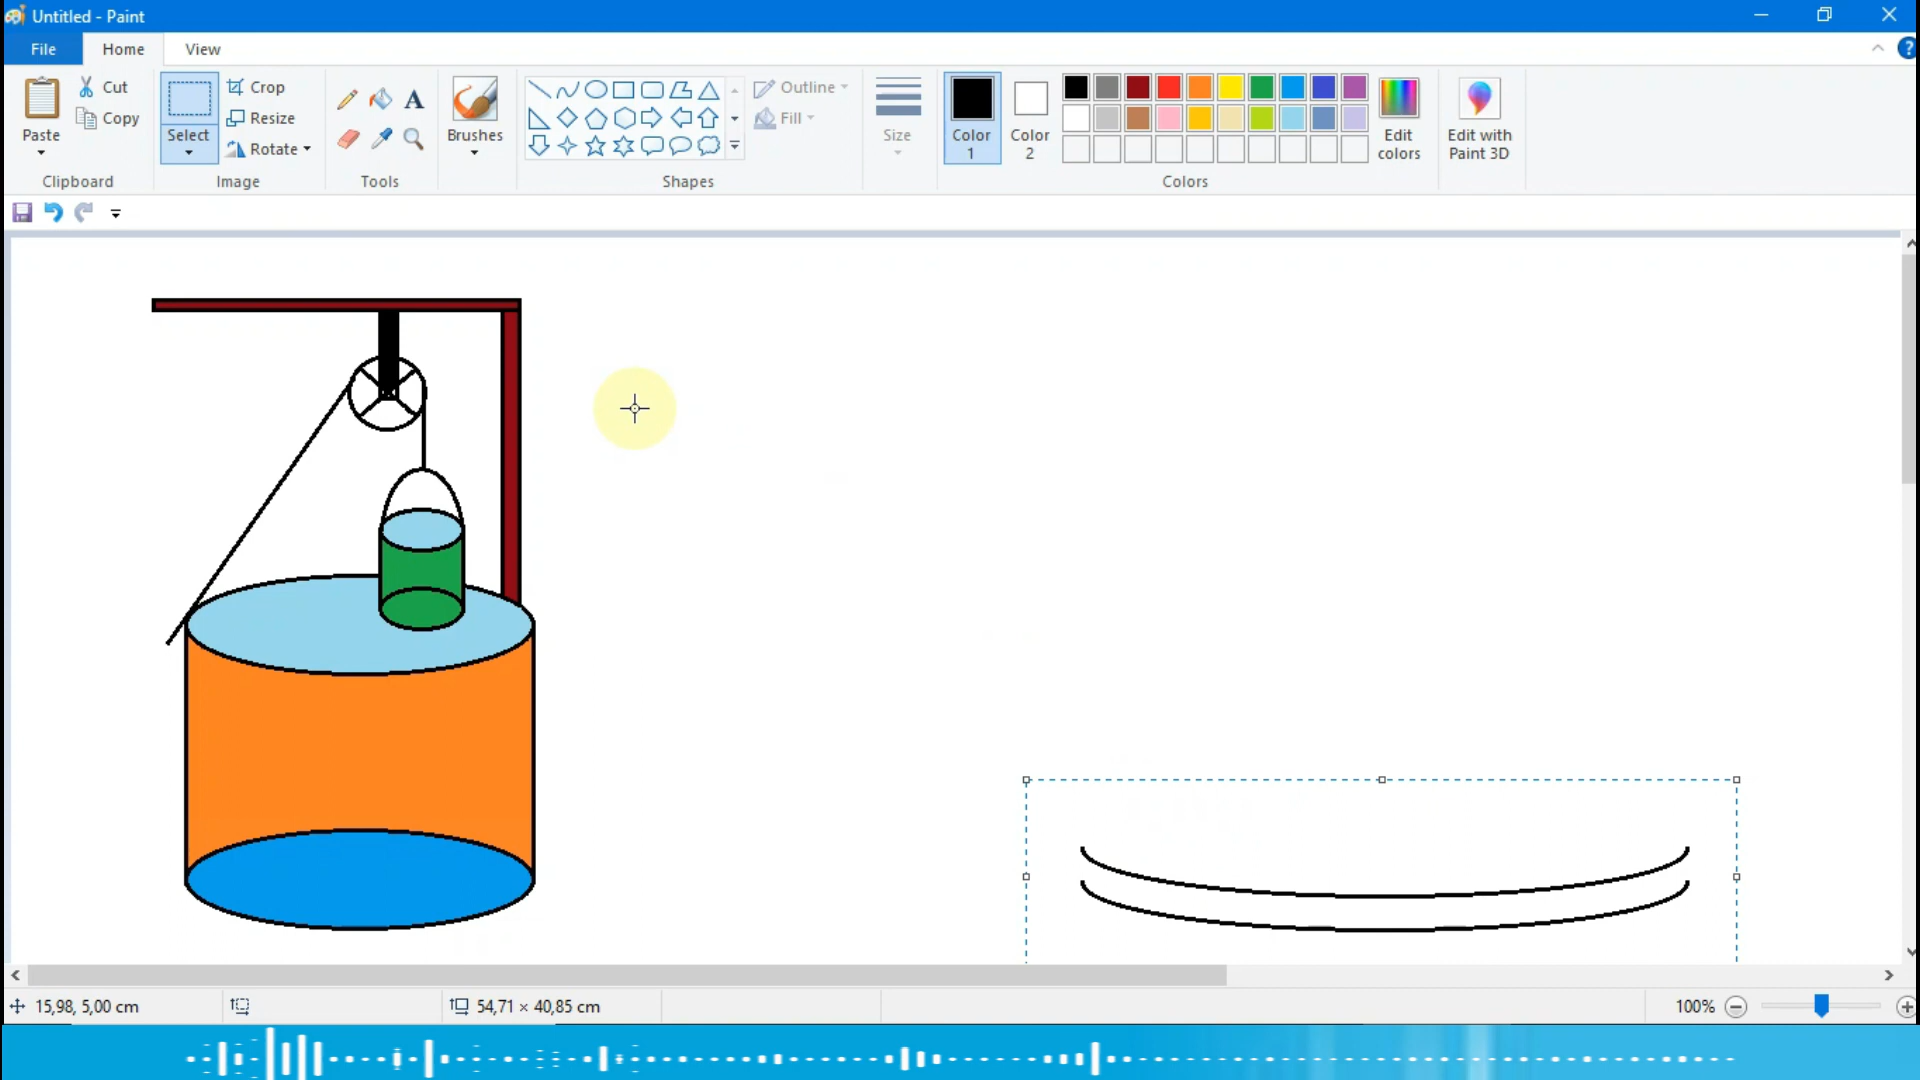 Untitled - Paint
File Home View
Paste Cut Copy Clipboard
Select Crop Resize Rotate Image
A
Tools
Brushes
Shapes
Outline
Fill
Size
Color 1
Color 2
Colors
Edit colors
Edit with Paint 3D
?
15,98, 5,00 cm
54,71 × 40,85 cm
100%